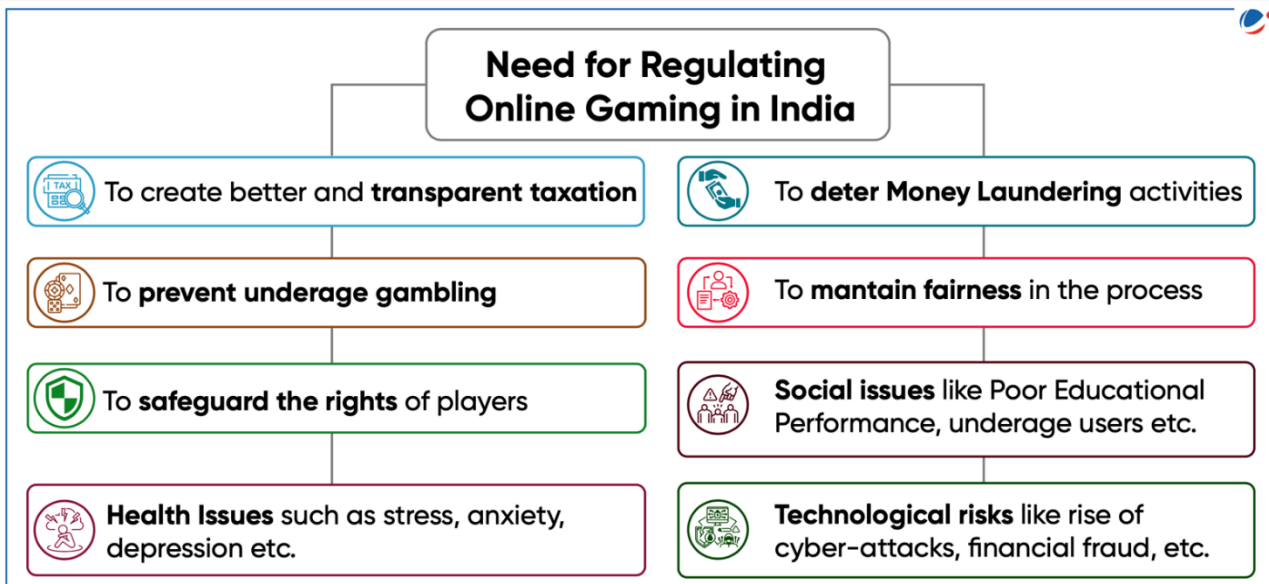 Need for Regulating
Online Gaming in India
TAX
To create better and transparent taxation
To prevent underage gambling
To safeguard the rights of players
Health Issues such as stress, anxiety,
depression etc.
To deter Money Laundering activities
To mantain fairness in the process
Social issues like Poor Educational
Performance, underage users etc.
Technological risks like rise of
cyber-attacks, financial fraud, etc.